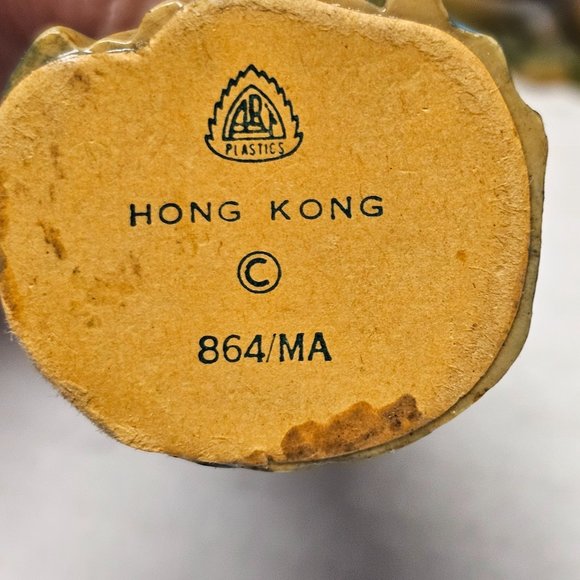 ART
PLASTICS
HONG KONG
©
864/MA